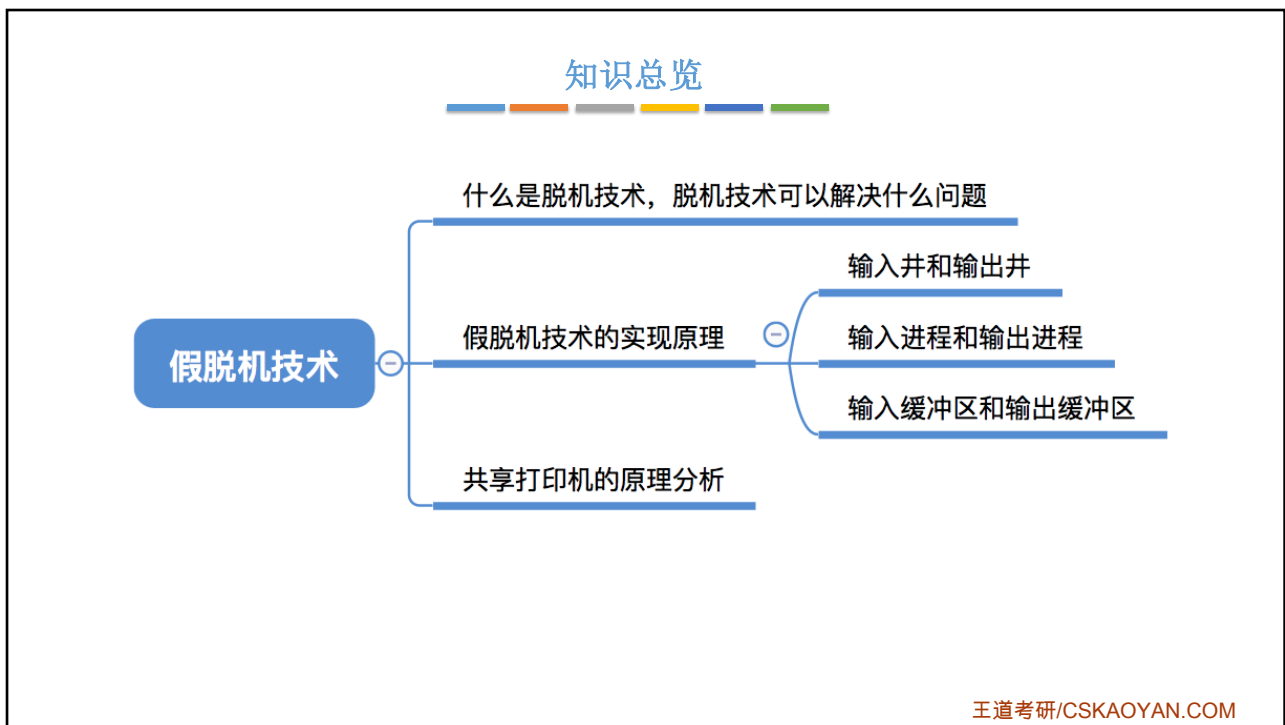 知识总览
什么是脱机技术，脱机技术可以解决什么问题
假脱机技术
假脱机技术的实现原理
输入井和输出井
输入进程和输出进程
输入缓冲区和输出缓冲区
共享打印机的原理分析
王道考研/CSKAOYAN.COM